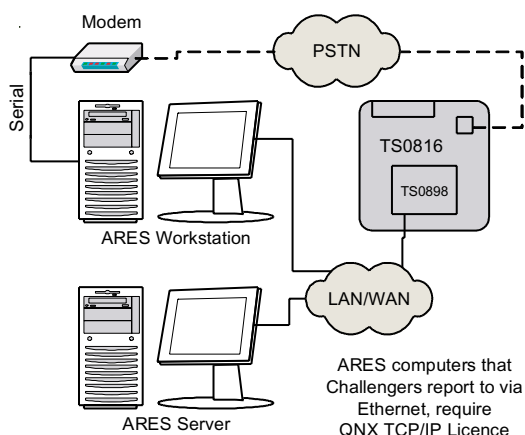 Modem
PSTN
Serial
TS0816
TS0898
ARES Workstation
LAN/WAN
ARES Server
ARES computers that
Challengers report to via
Ethernet, require
QNX TCP/IP Licence